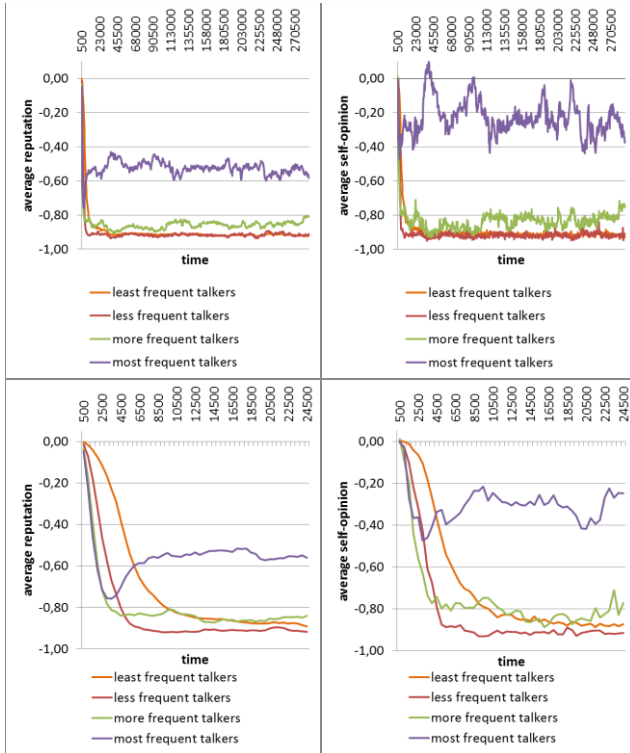 500 23000 45500 68000 90500 113000 135500 158000 180500 203000 225500 248000 270500
0,00
-0,20
-0,40
-0,60
-0,80
-1,00
average reputation
time
least frequent talkers
less frequent talkers
more frequent talkers
most frequent talkers
500 23000 45500 68000 90500 113000 135500 158000 180500 203000 225500 248000 270500
0,00
-0,20
-0,40
-0,60
-0,80
-1,00
average self-opinion
time
least frequent talkers
less frequent talkers
more frequent talkers
most frequent talkers
500 2500 4500 6500 8500 10500 12500 14500 16500 18500 20500 22500 24500
0,00
-0,20
-0,40
-0,60
-0,80
-1,00
average reputation
time
least frequent talkers
less frequent talkers
more frequent talkers
most frequent talkers
500 2500 4500 6500 8500 10500 12500 14500 16500 18500 20500 22500 24500
0,00
-0,20
-0,40
-0,60
-0,80
-1,00
average self-opinion
time
least frequent talkers
less frequent talkers
more frequent talkers
most frequent talkers